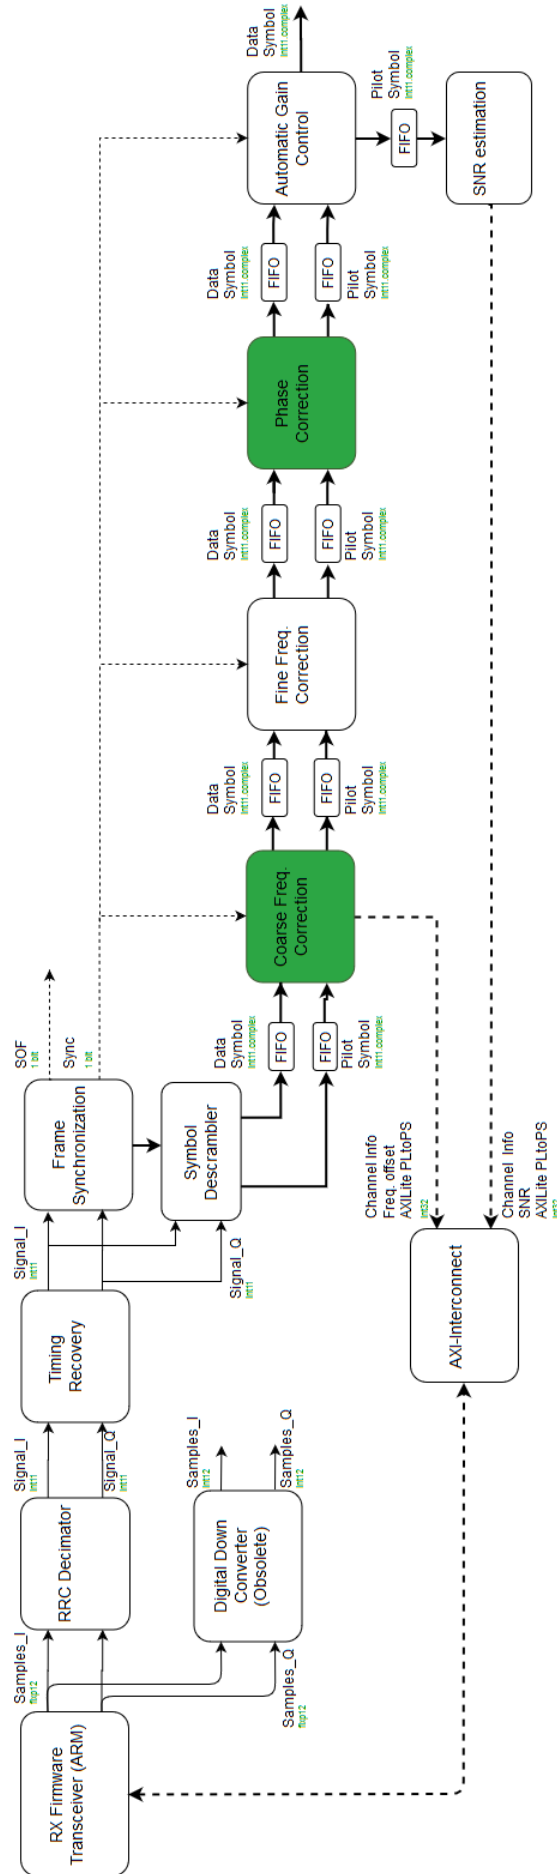 RX Firmware
Transceiver (ARM)
Samples_I
fixp12
Samples_Q
fixp12
RRC Decimator
Signal_I
Int11
Signal_Q
Int11
Digital Down
Converter
(Obsolete)
Samples_I
Int12
Samples_Q
Int12
Timing
Recovery
Signal_I
Int11
Signal_Q
Int11
Frame
Synchronization
SOF
1 bit
Sync
1 bit
Symbol
Descrambler
Data
Symbol
Int11.complex
FIFO
FIFO
Pilot
Symbol
Int11.complex
Coarse Freq.
Correction
Data
Symbol
Int11.complex
FIFO
FIFO
Pilot
Symbol
Int11.complex
Fine Freq.
Correction
Data
Symbol
Int11.complex
FIFO
FIFO
Pilot
Symbol
Int11.complex
Phase
Correction
Data
Symbol
Int11.complex
FIFO
FIFO
Pilot
Symbol
Int11.complex
Automatic Gain
Control
Data
Symbol
Int11.complex
Pilot
Symbol
Int11.complex
FIFO
SNR estimation
Channel Info
Freq. offset
AXILite PLtoPS
Int32
AXI-Interconnect
Channel Info
SNR
AXILite PLtoPS
Int32